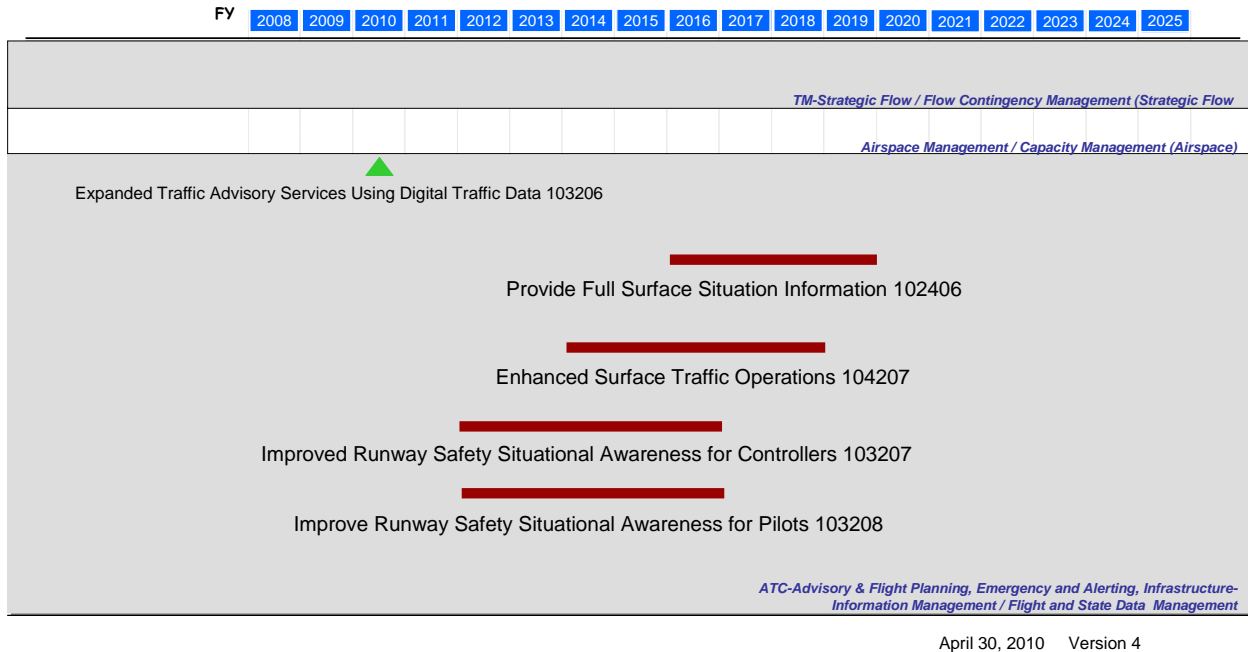 FY 2008 2009 2010 2011 2012 2013 2014 2015 2016 2017 2018 2019 2020 2021 2022 2023 2024 2025
TM-Strategic Flow / Flow Contingency Management (Strategic Flow
Airspace Management / Capacity Management (Airspace)
Expanded Traffic Advisory Services Using Digital Traffic Data 103206
Provide Full Surface Situation Information 102406
Enhanced Surface Traffic Operations 104207
Improved Runway Safety Situational Awareness for Controllers 103207
Improve Runway Safety Situational Awareness for Pilots 103208
ATC-Advisory & Flight Planning, Emergency and Alerting, Infrastructure-
Information Management / Flight and State Data Management
April 30, 2010 Version 4